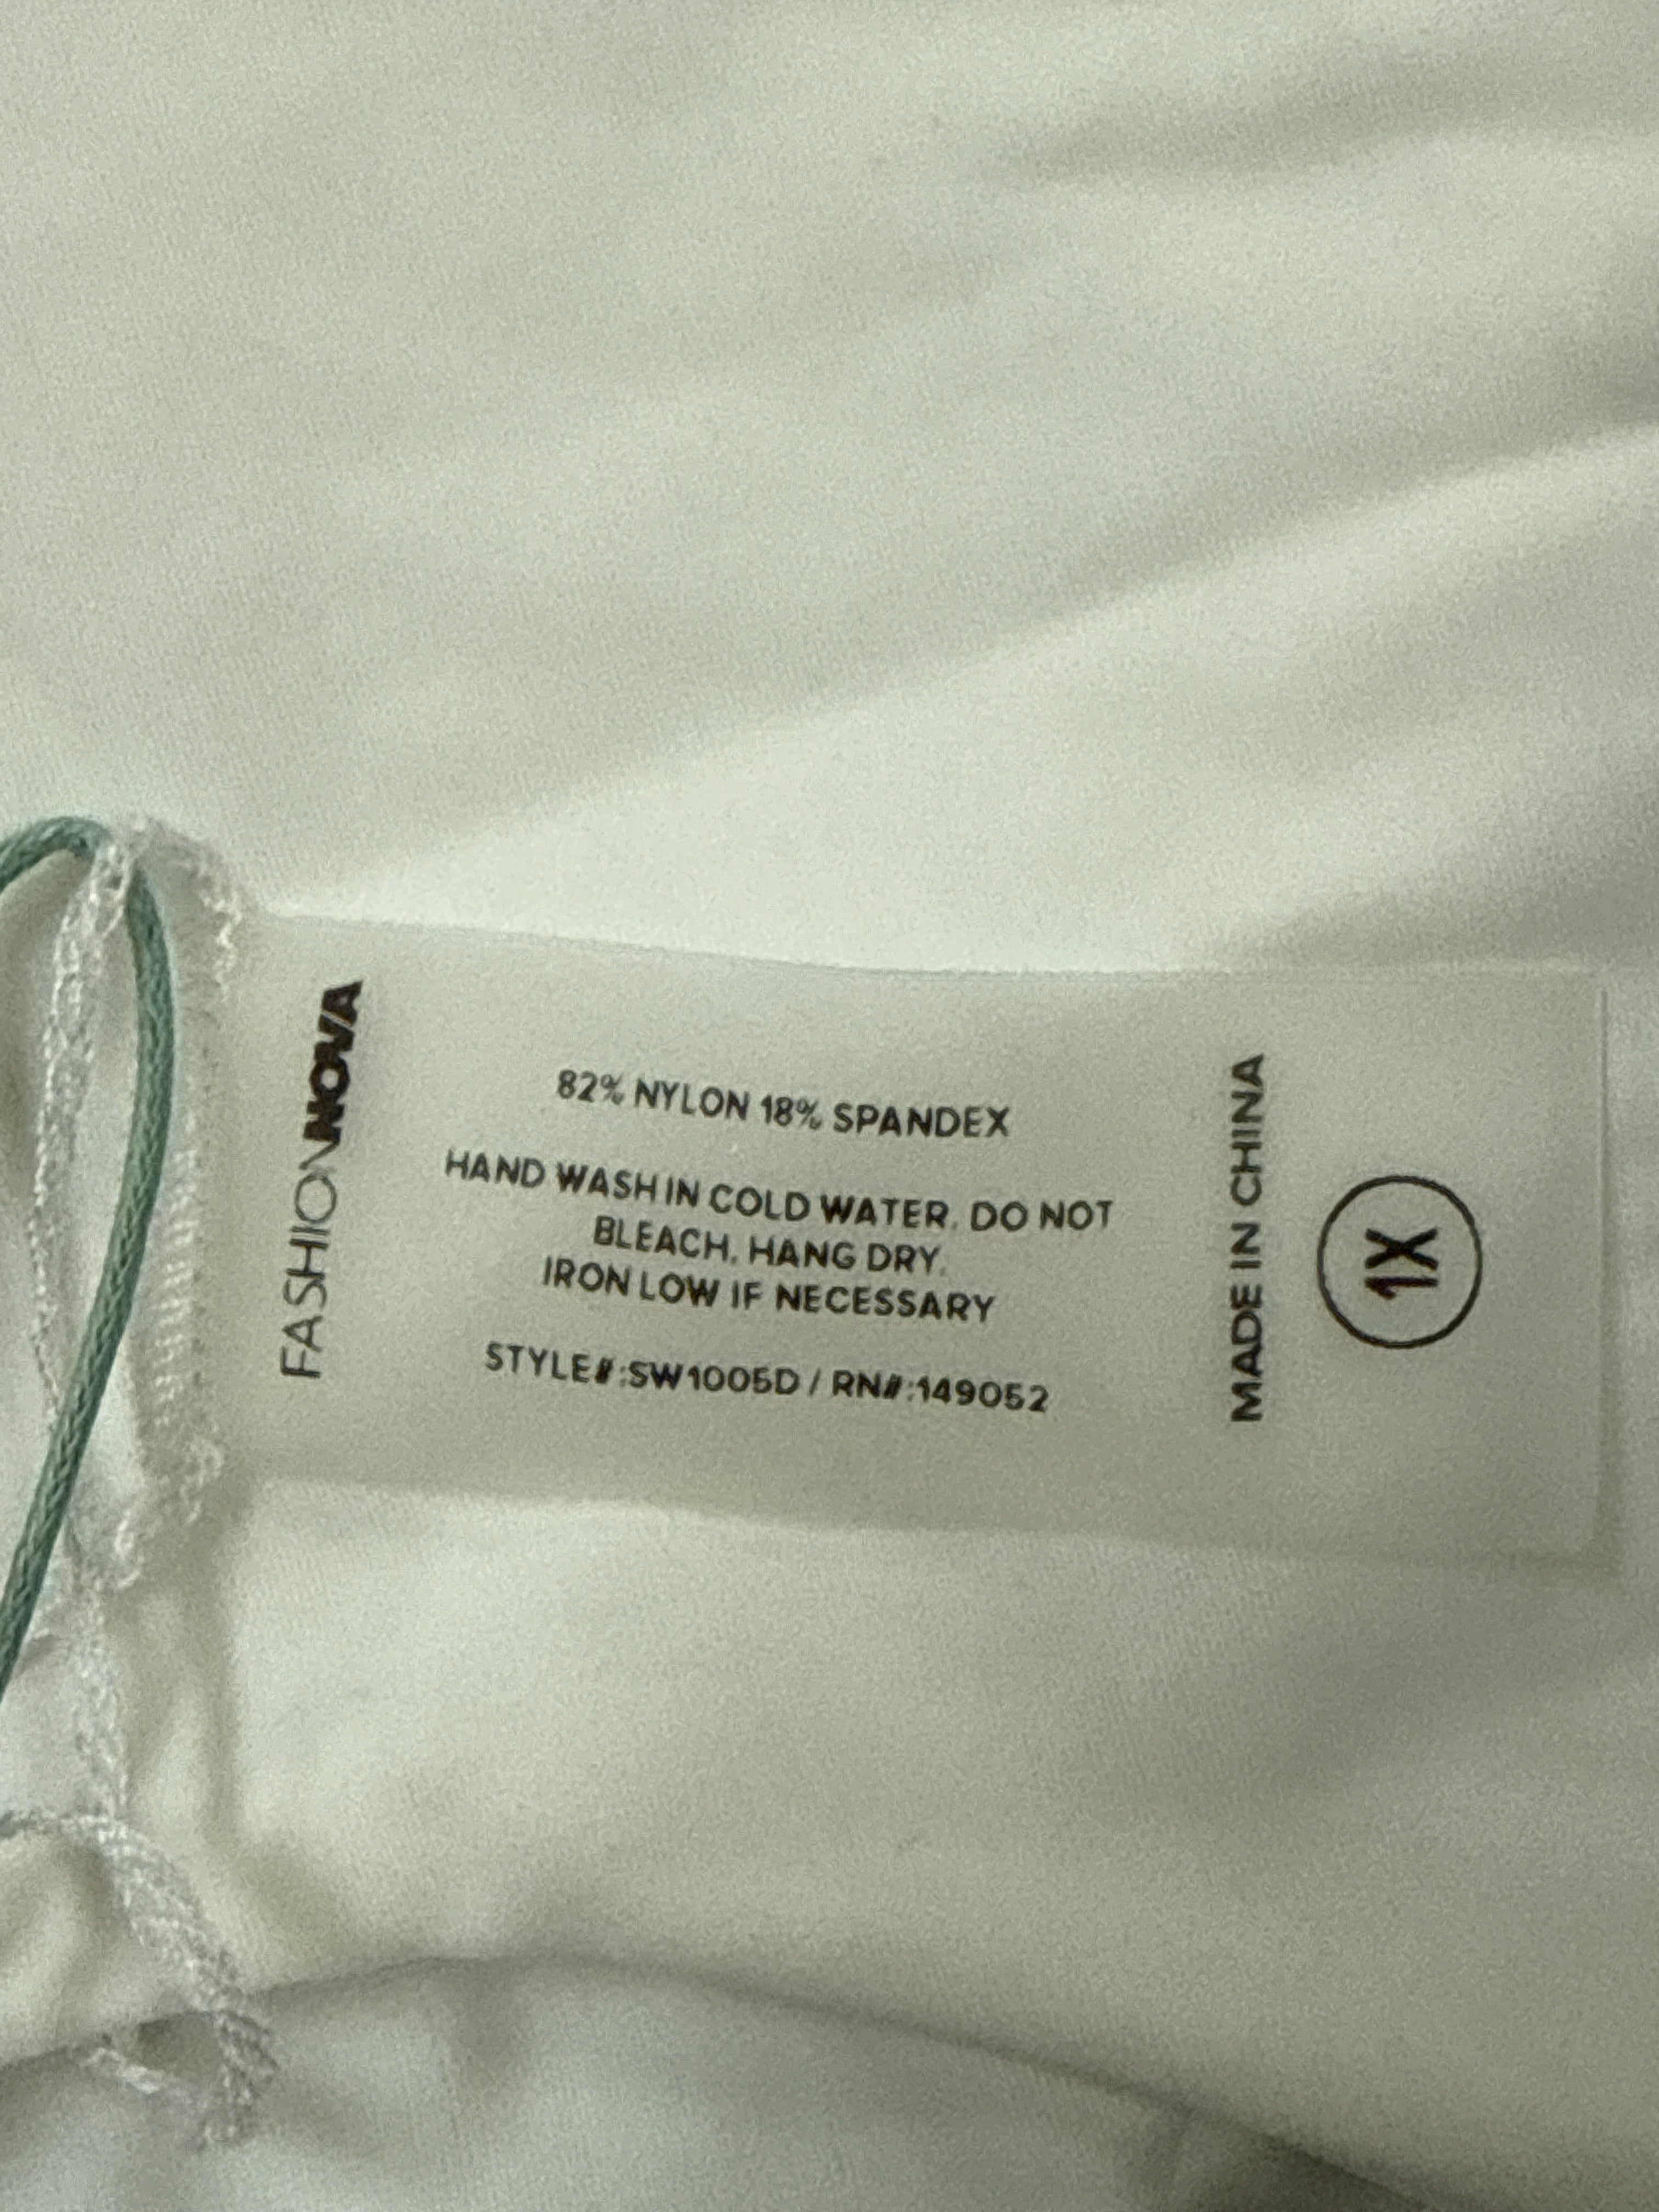 FASHIONNOVA
82% NYLON 18% SPANDEX
HAND WASH IN COLD WATER. DO NOT
BLEACH. HANG DRY.
IRON LOW IF NECESSARY
STYLE#:SW1005D / RN#:149052
MADE IN CHINA
1X